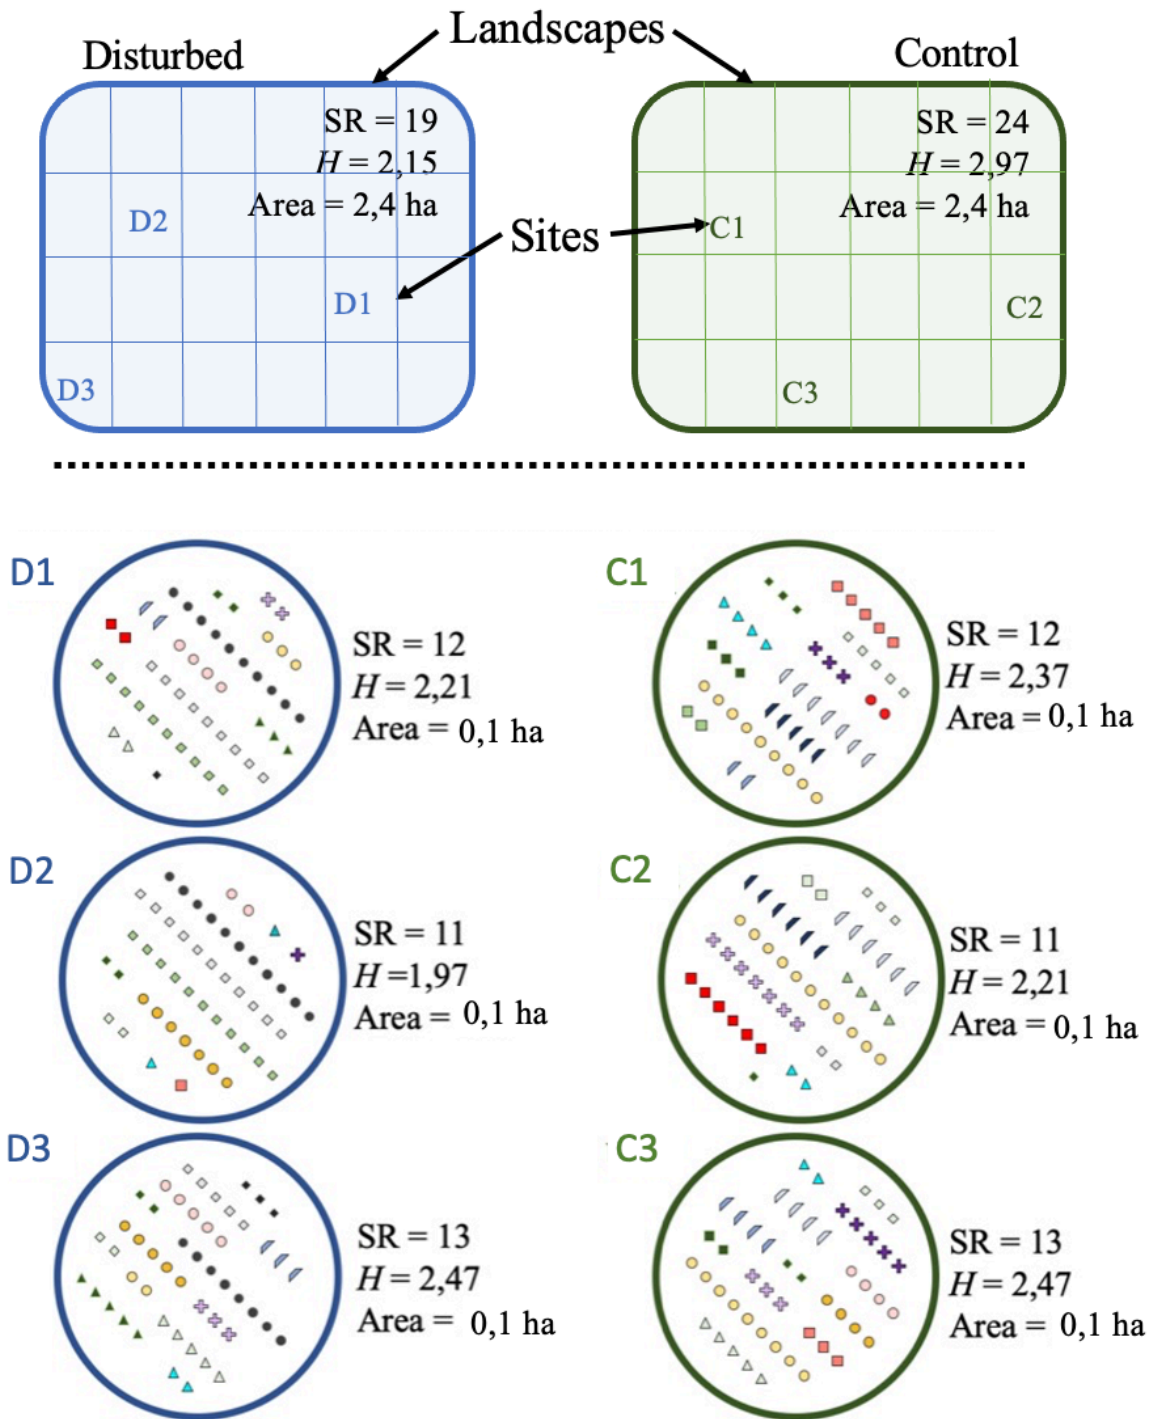 Landscapes
Disturbed
Control
SR = 19
H = 2,15
Area = 2,4 ha
D2
D1
D3
Sites
SR = 24
H = 2,97
Area = 2,4 ha
C1
C2
C3
D1
SR = 12
H = 2,21
Area = 0,1 ha
C1
SR = 12
H = 2,37
Area = 0,1 ha
D2
SR = 11
H =1,97
Area = 0,1 ha
C2
SR = 11
H = 2,21
Area = 0,1 ha
D3
SR = 13
H = 2,47
Area = 0,1 ha
C3
SR = 13
H = 2,47
Area = 0,1 ha